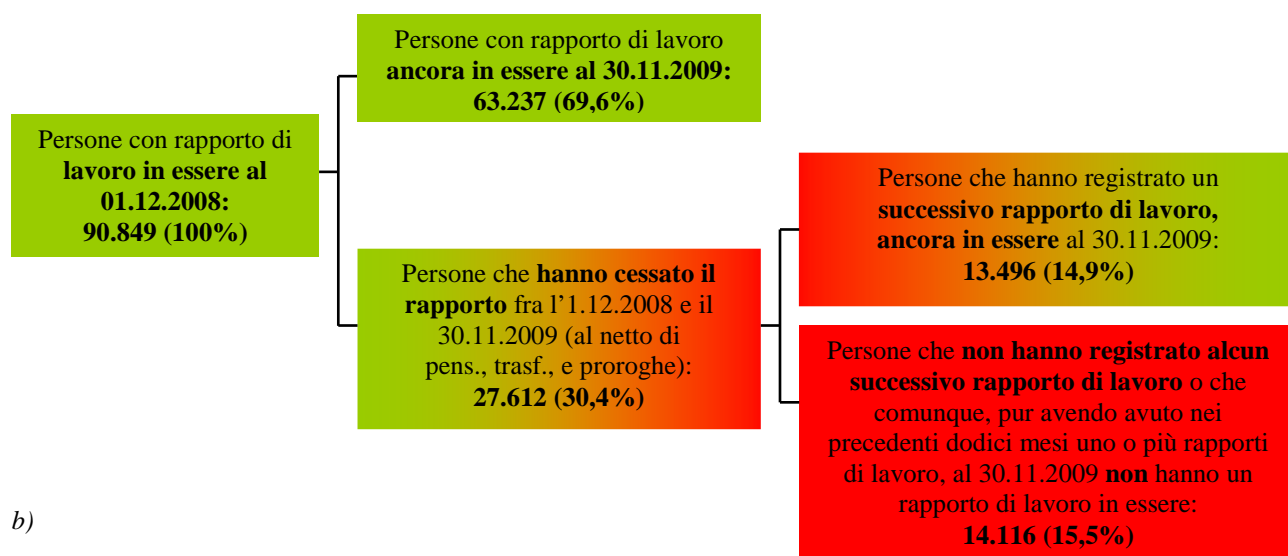 Persone con rapporto di lavoro
ancora in essere al 30.11.2009:
63.237 (69,6%)
Persone con rapporto di
lavoro in essere al
01.12.2008:
90.849 (100%)
Persone che hanno registrato un
successivo rapporto di lavoro,
ancora in essere al 30.11.2009:
13.496 (14,9%)
Persone che hanno cessato il
rapporto fra l’1.12.2008 e il
30.11.2009 (al netto di
pens., trasf., e proroghe):
27.612 (30,4%)
Persone che non hanno registrato alcun
successivo rapporto di lavoro o che
comunque, pur avendo avuto nei
precedenti dodici mesi uno o più rapporti
di lavoro, al 30.11.2009 non hanno un
rapporto di lavoro in essere:
14.116 (15,5%)
b)